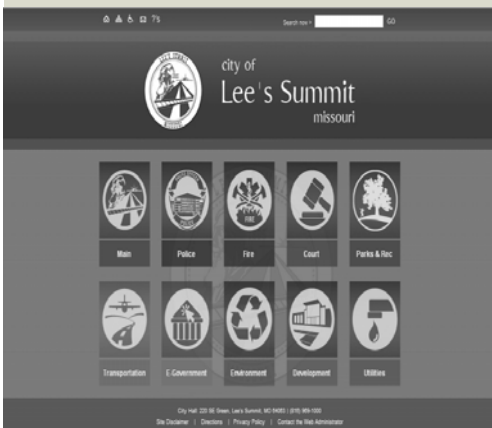 Search now
GO
city of
Lee's Summit
missouri
Main
Police
Fire
Court
Parks & Rec
FIRE
Transportation
E-Government
Environment
Development
Utilities
City Hall: 220 SE Green, Lee's Summit, MO 64063 | (816) 969-1000
Site Disclaimer | Directions | Privacy Policy | Contact the Web Administrator